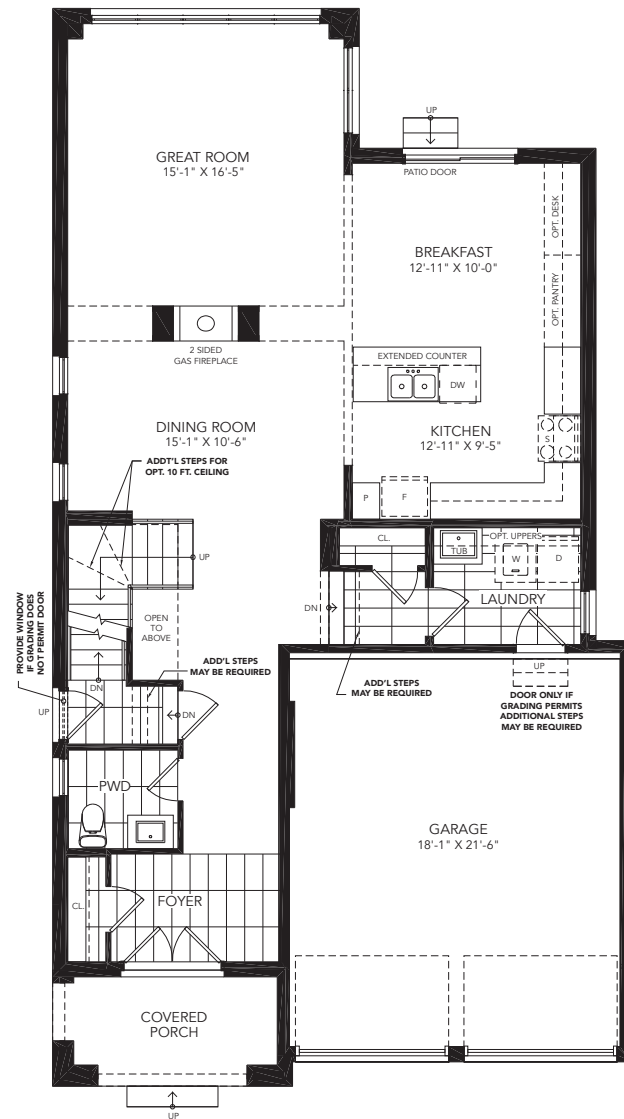 UP
PATIO DOOR
GREAT ROOM
15'-1" X 16'-5"
BREAKFAST
12'-11" X 10'-0"
OPT. DESK
OPT. PANTRY
2 SIDED
GAS FIREPLACE
EXTENDED COUNTER
DW
DINING ROOM
15'-1" X 10'-6"
KITCHEN
12'-11" X 9'-5"
S
ADDT'L STEPS FOR
OPT. 10 FT. CEILING
P
F
UP
CL.
TUB
OPT. UPPERS
W
D
OPEN
TO
ABOVE
DN
LAUNDRY
PROVIDE WINDOW
IF GRADING DOES
NOT PERMIT DOOR
ADD'L STEPS
MAY BE REQUIRED
DN
UP
DN
ADD'L STEPS
MAY BE REQUIRED
UP
DOOR ONLY IF
GRADING PERMITS
ADDITIONAL STEPS
MAY BE REQUIRED
PWD
GARAGE
18'-1" X 21'-6"
CL.
FOYER
COVERED
PORCH
UP